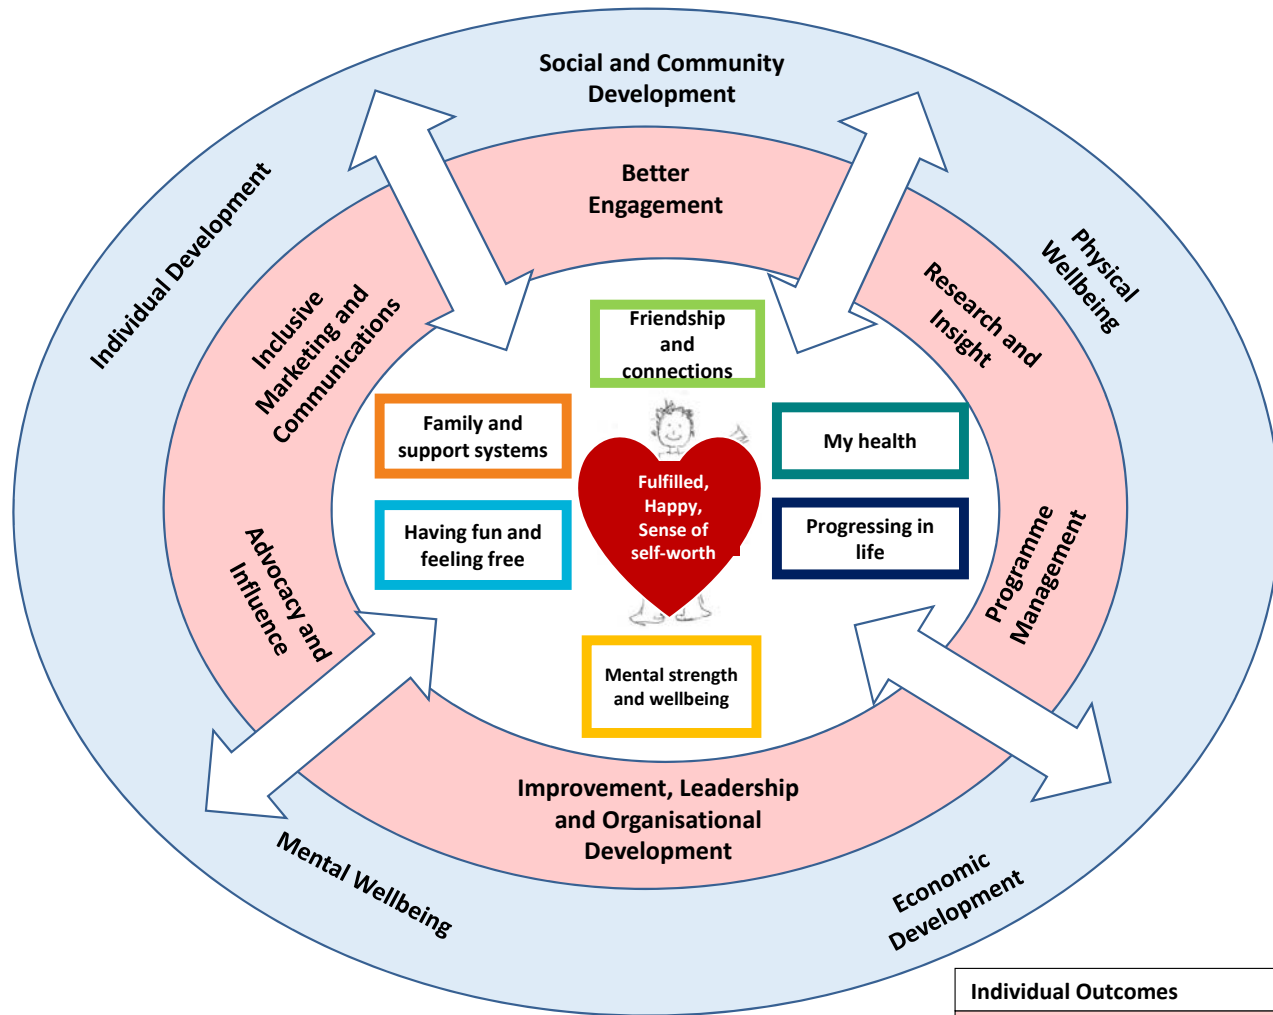 Social and Community
Development
Better
Engagement
Individual Development
Inclusive
Marketing and
Communications
Physical
Wellbeing
Research and
Insight
Friendship
and
connections
Family and
support systems
My health
Fulfilled,
Happy,
Sense of
self-worth
Having fun and
feeling free
Progressing in
life
Advocacy and
Influence
Programme
Management
Mental strength
and wellbeing
Improvement, Leadership
and Organisational
Development
Mental Wellbeing
Economic
Development
Individual Outcomes